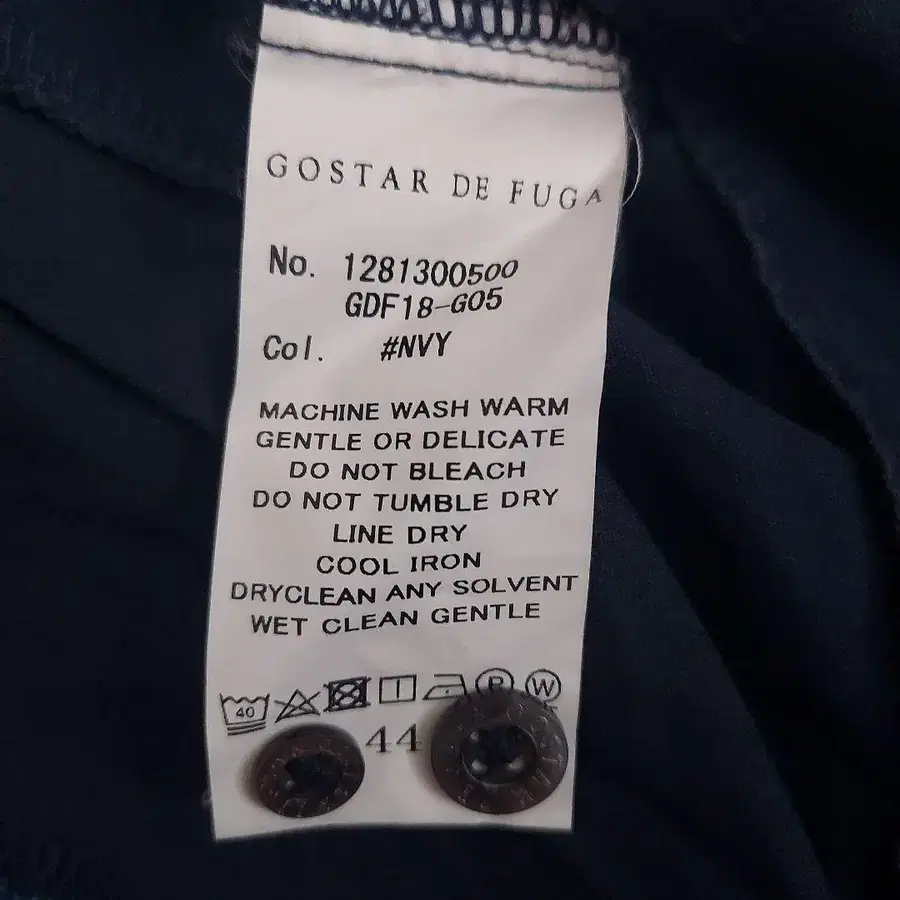 GOSTAR DE FUGA
No. 1281300500
GDF18-G05
Col. #NVY
MACHINE WASH WARM
GENTLE OR DELICATE
DO NOT BLEACH
DO NOT TUMBLE DRY
LINE DRY
COOL IRON
DRYCLEAN ANY SOLVENT
WET CLEAN GENTLE
40 P W
44